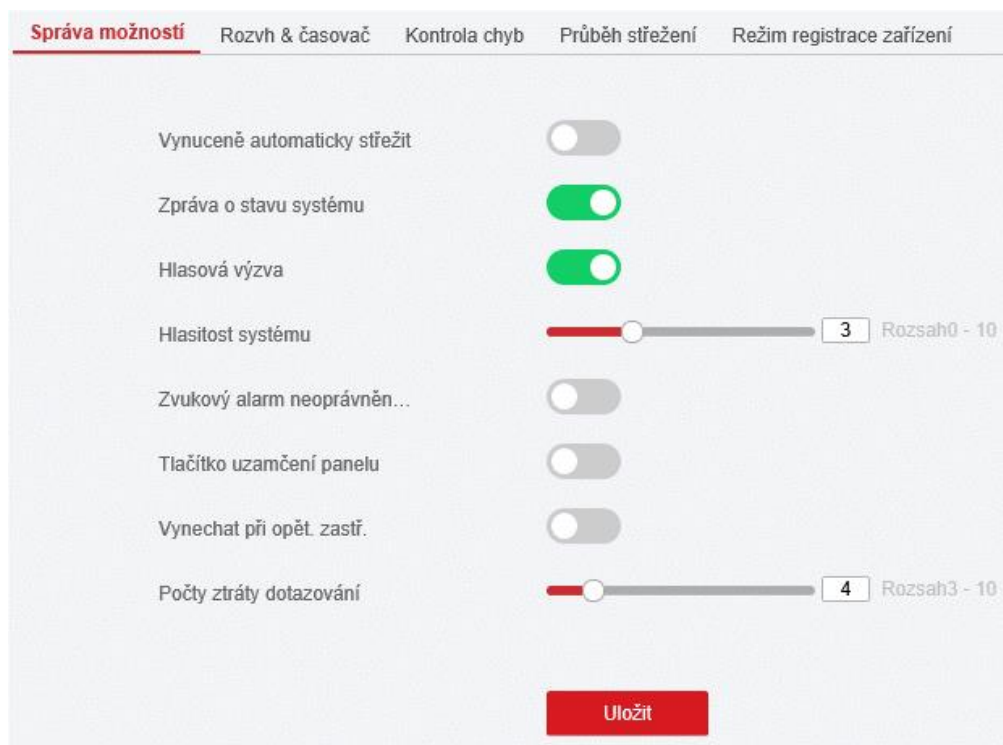 Správa možností Rozvh & časovač Kontrola chyb Průběh střežení Režim registrace zařízení
Vynuceně automaticky střežit
Zpráva o stavu systému
Hlasová výzva
Hlasitost systému 3 Rozsah0 - 10
Zvukový alarm neoprávněn...
Tlačítko uzamčení panelu
Vynechat při opět. zastř.
Počty ztráty dotazování 4 Rozsah3 - 10
Uložit